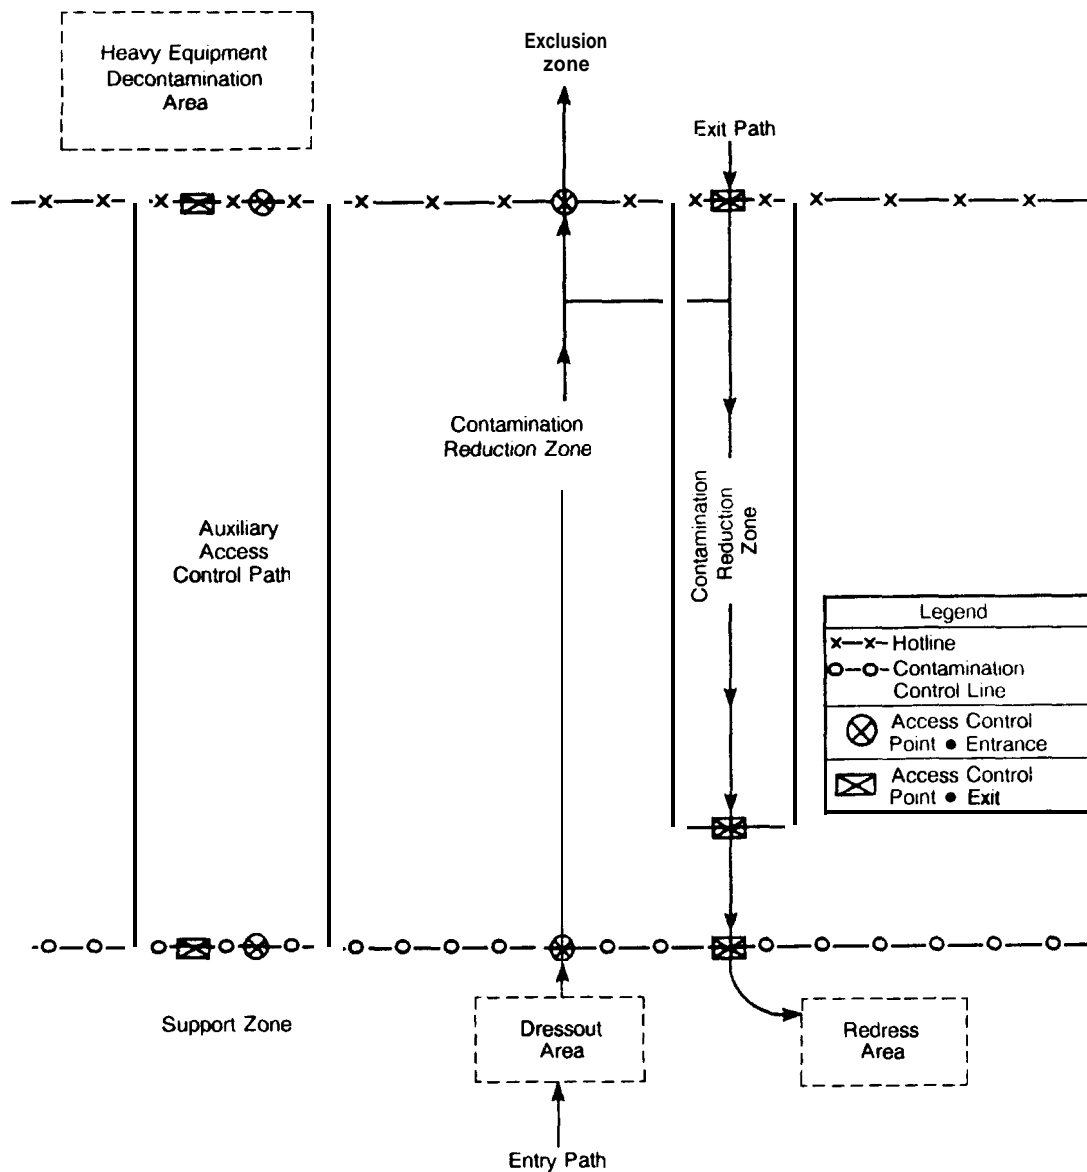 Heavy Equipment
Decontamination
Area
Exclusion
zone
Exit Path
Contamination
Reduction Zone
Auxiliary
Access
Control Path
Contamination
Reduction
Zone
Legend
x—x- Hotline
o—o- Contamination
Control Line
Access Control
Point • Entrance
Access Control
Point • Exit
Support Zone
Dressout
Area
Redress
Area
Entry Path